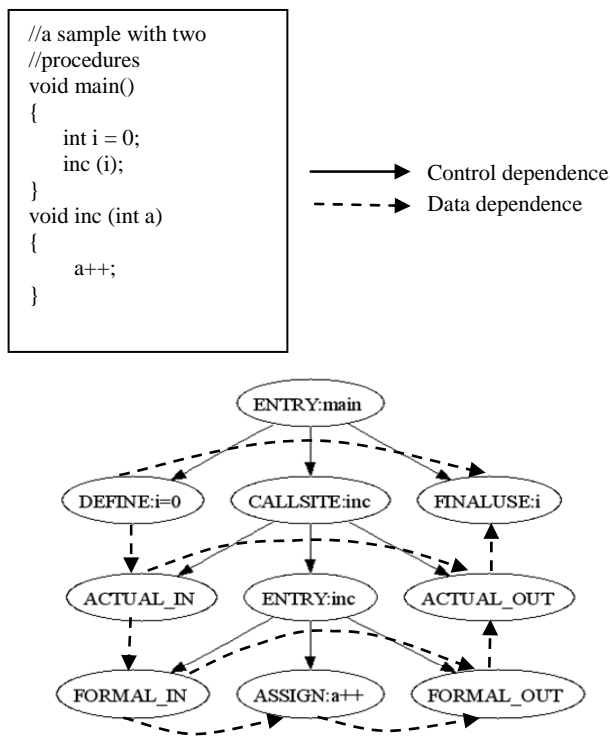 //a sample with two
//procedures
void main()
{
int i = 0;
inc (i);
}
void inc (int a)
{
a++;
}
Control dependence
Data dependence
ENTRY:main
DEFINE:i=0 CALLSITE:inc FINALUSE:i
ACTUAL_IN ENTRY:inc ACTUAL_OUT
FORMAL_IN ASSIGN:a++ FORMAL_OUT